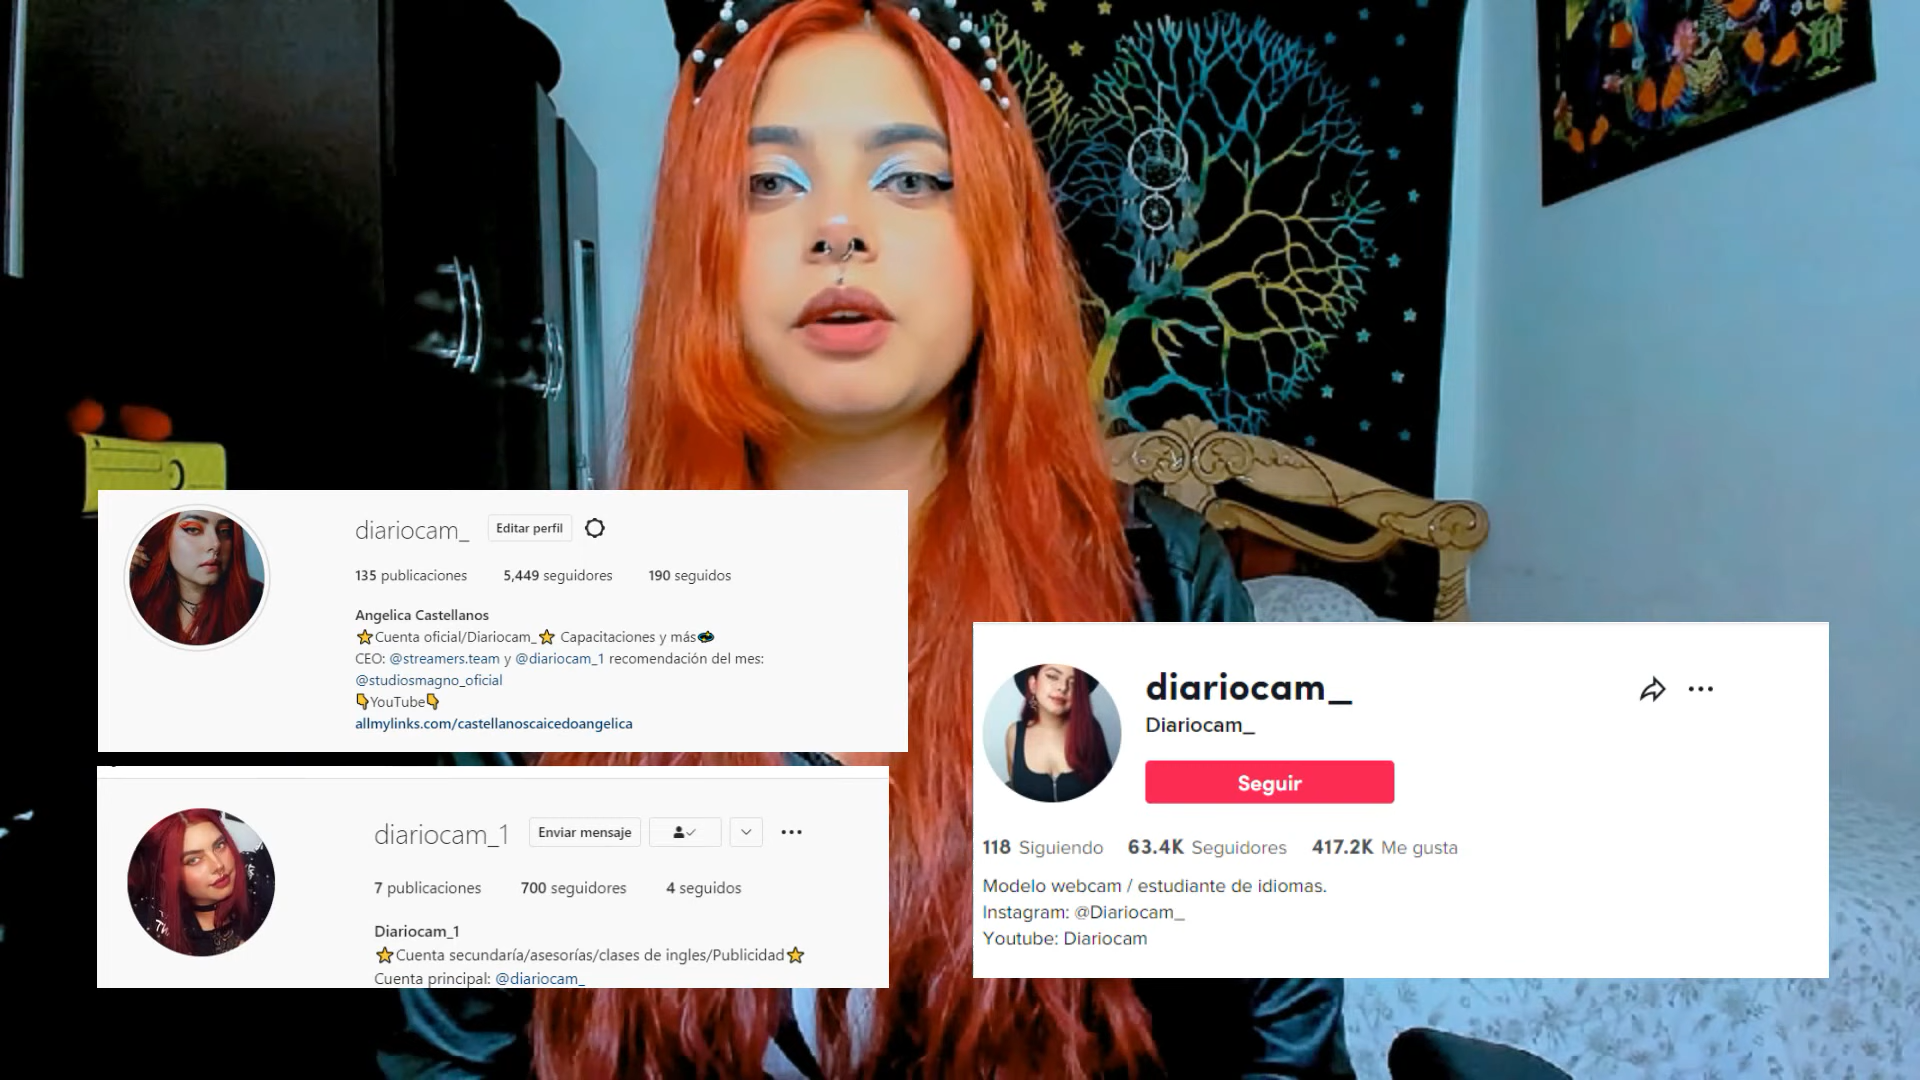 diariocam_ Editar perfil
135 publicaciones 5,449 seguidores 190 seguidos
Angelica Castellanos
⭐Cuenta oficial/Diariocam_⭐ Capacitaciones y más
CEO: @streamers.team y @diariocam_1 recomendación del mes:
@studiosmagno_oficial
👇YouTube👇
allmylinks.com/castellanoscaicedoangelica
diariocam_1 Enviar mensaje
7 publicaciones 700 seguidores 4 seguidos
Diariocam_1
⭐Cuenta secundaría/asesorías/clases de ingles/Publicidad⭐
Cuenta principal: @diariocam_
diariocam_
Diariocam_
Seguir
118 Siguiendo 63.4K Seguidores 417.2K Me gusta
Modelo webcam / estudiante de idiomas.
Instagram: @Diariocam_
Youtube: Diariocam